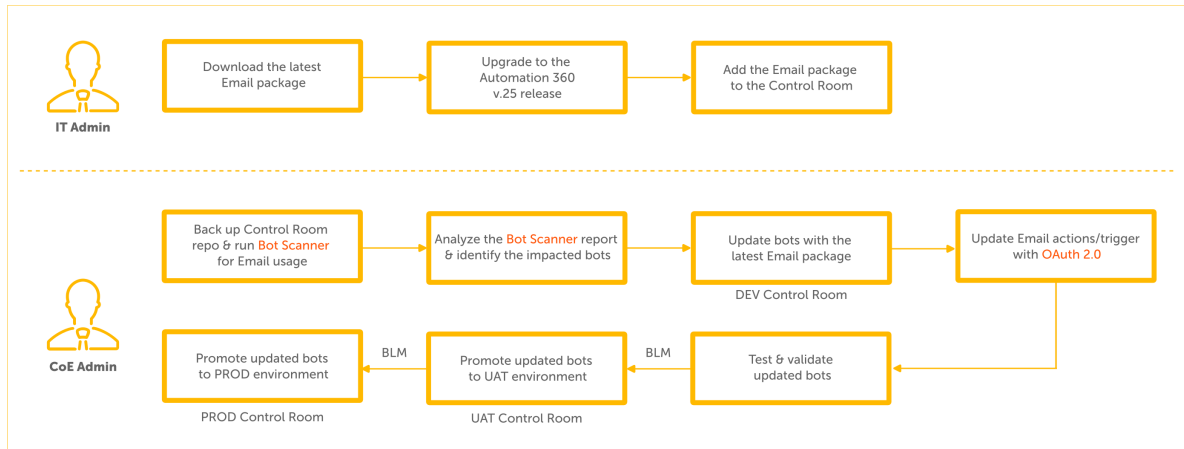 Download the latest
Email package
Upgrade to the
Automation 360
v.25 release
Add the Email package
to the Control Room
IT Admin
Back up Control Room
repo & run Bot Scanner
for Email usage
Analyze the Bot Scanner report
& identify the impacted bots
Update bots with the
latest Email package
DEV Control Room
Update Email actions/trigger
with OAuth 2.0
CoE Admin
Test & validate
updated bots
BLM
Promote updated bots
to UAT environment
UAT Control Room
BLM
Promote updated bots
to PROD environment
PROD Control Room